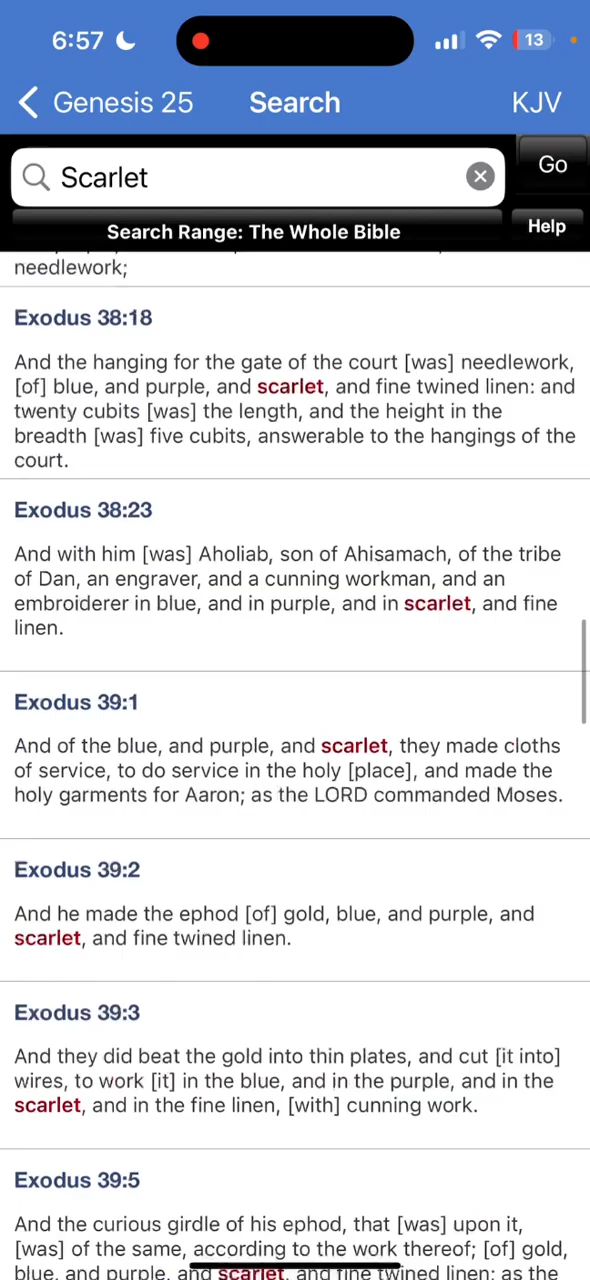 6:57
13
Genesis 25 Search KJV
Scarlet Go
Search Range: The Whole Bible Help
needlework;
Exodus 38:18
And the hanging for the gate of the court [was] needlework,
[of] blue, and purple, and scarlet, and fine twined linen: and
twenty cubits [was] the length, and the height in the
breadth [was] five cubits, answerable to the hangings of the
court.
Exodus 38:23
And with him [was] Aholiab, son of Ahisamach, of the tribe
of Dan, an engraver, and a cunning workman, and an
embroiderer in blue, and in purple, and in scarlet, and fine
linen.
Exodus 39:1
And of the blue, and purple, and scarlet, they made cloths
of service, to do service in the holy [place], and made the
holy garments for Aaron; as the LORD commanded Moses.
Exodus 39:2
And he made the ephod [of] gold, blue, and purple, and
scarlet, and fine twined linen.
Exodus 39:3
And they did beat the gold into thin plates, and cut [it into]
wires, to work [it] in the blue, and in the purple, and in the
scarlet, and in the fine linen, [with] cunning work.
Exodus 39:5
And the curious girdle of his ephod, that [was] upon it,
[was] of the same, according to the work thereof; [of] gold,
blue, and purple, and scarlet, and fine twined linen; as the